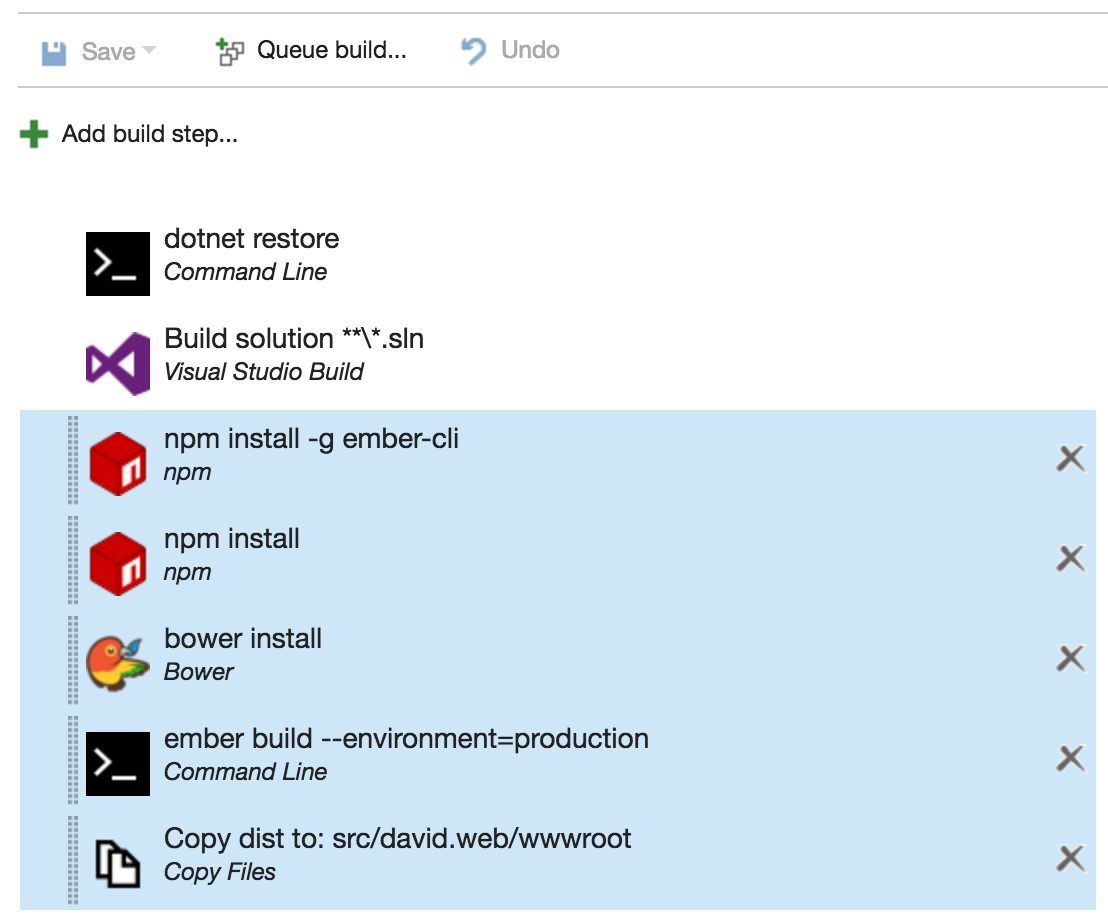 Save
Queue build...
Undo
Add build step...
dotnet restore
Command Line
Build solution **\*.sln
Visual Studio Build
npm install -g ember-cli
npm
npm install
npm
bower install
Bower
ember build --environment=production
Command Line
Copy dist to: src/david.web/wwwroot
Copy Files